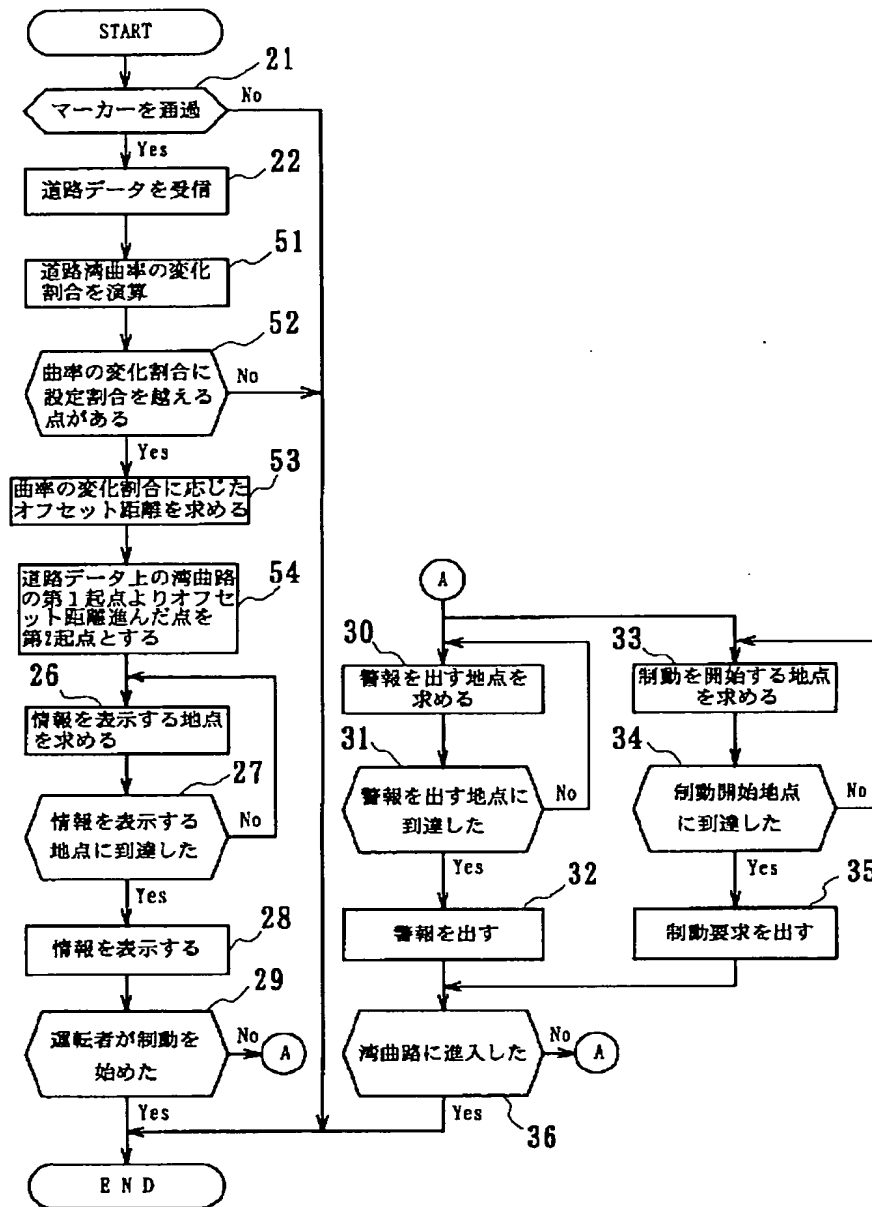 START
21
マーカーを通過
No
Yes
22
道路データを受信
51
道路湾曲率の変化
割合を演算
52
曲率の変化割合に
設定割合を越える
点がある
No
Yes
53
曲率の変化割合に応じた
オフセット距離を求める
54
道路データ上の湾曲路
の第1起点よりオフセ
ット距離進んだ点を
第2起点とする
26
情報を表示する地点
を求める
27
情報を表示する
地点に到達した
No
Yes
28
情報を表示する
29
運転者が制動を
始めた
No
A
Yes
END
A
30
警報を出す地点を
求める
31
警報を出す地点に
到達した
No
Yes
32
警報を出す
33
制動を開始する地点
を求める
34
制動開始地点
に到達した
No
Yes
35
制動要求を出す
湾曲路に進入した
No
A
Yes
36